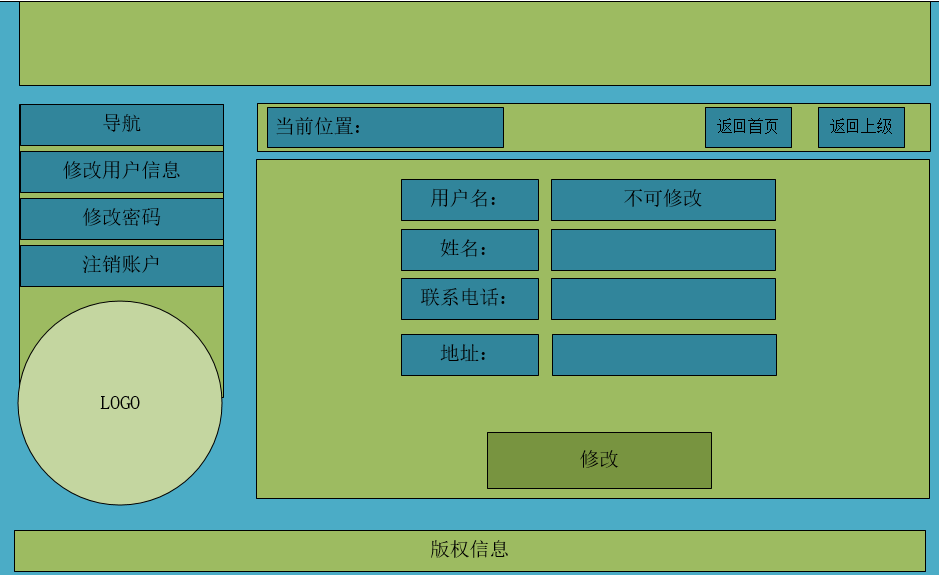 导航
修改用户信息
修改密码
注销账户
LOGO
当前位置：
返回首页
返回上级
用户名：
不可修改
姓名：
联系电话：
地址：
修改
版权信息